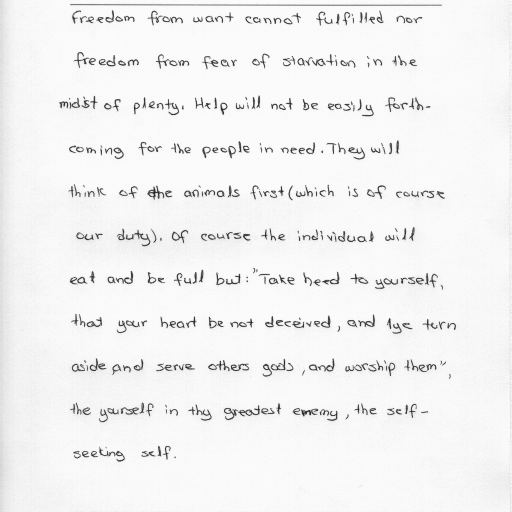 Freedom from want cannot fulfilled nor
freedom from fear of starvation in the
midst of plenty. Help will not be easily forth-
coming for the people in need. They will
think of the animals first (which is of course
our duty). Of course the individual will
eat and be full but: "Take heed to yourself,
that your heart be not deceived, and ye turn
aside and serve others gods, and worship them",
the yourself in thy greatest enemy, the self-
seeking self.